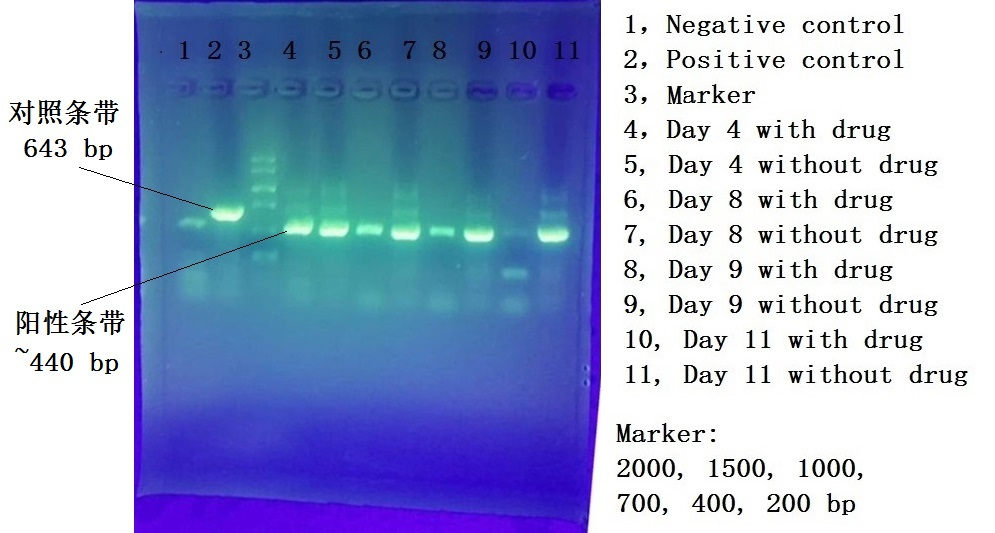 1 2 3 4 5 6 7 8 9 10 11
对照条带
643 bp
阳性条带
~440 bp
1, Negative control
2, Positive control
3, Marker
4, Day 4 with drug
5, Day 4 without drug
6, Day 8 with drug
7, Day 8 without drug
8, Day 9 with drug
9, Day 9 without drug
10, Day 11 with drug
11, Day 11 without drug
Marker:
2000, 1500, 1000,
700, 400, 200 bp